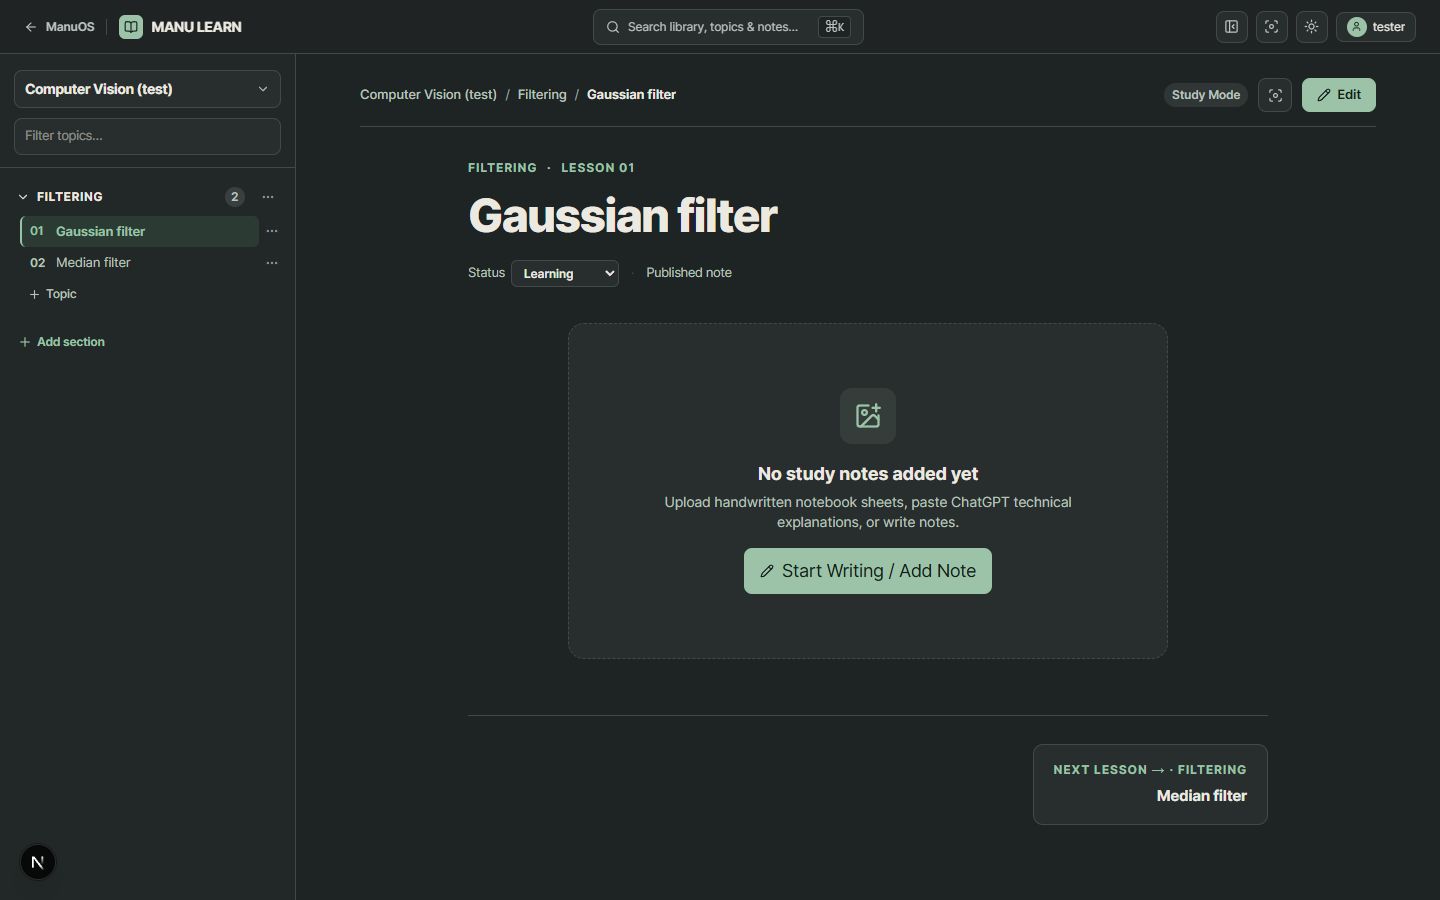 ManuOS
MANU LEARN
Search library, topics & notes...
⌘K
tester
Computer Vision (test)
Filter topics...
FILTERING 2
01 Gaussian filter
02 Median filter
+ Topic
+ Add section
Computer Vision (test) / Filtering / Gaussian filter
Study Mode
Edit
FILTERING · LESSON 01
Gaussian filter
Status Learning · Published note
No study notes added yet
Upload handwritten notebook sheets, paste ChatGPT technical
explanations, or write notes.
Start Writing / Add Note
NEXT LESSON → · FILTERING
Median filter
N